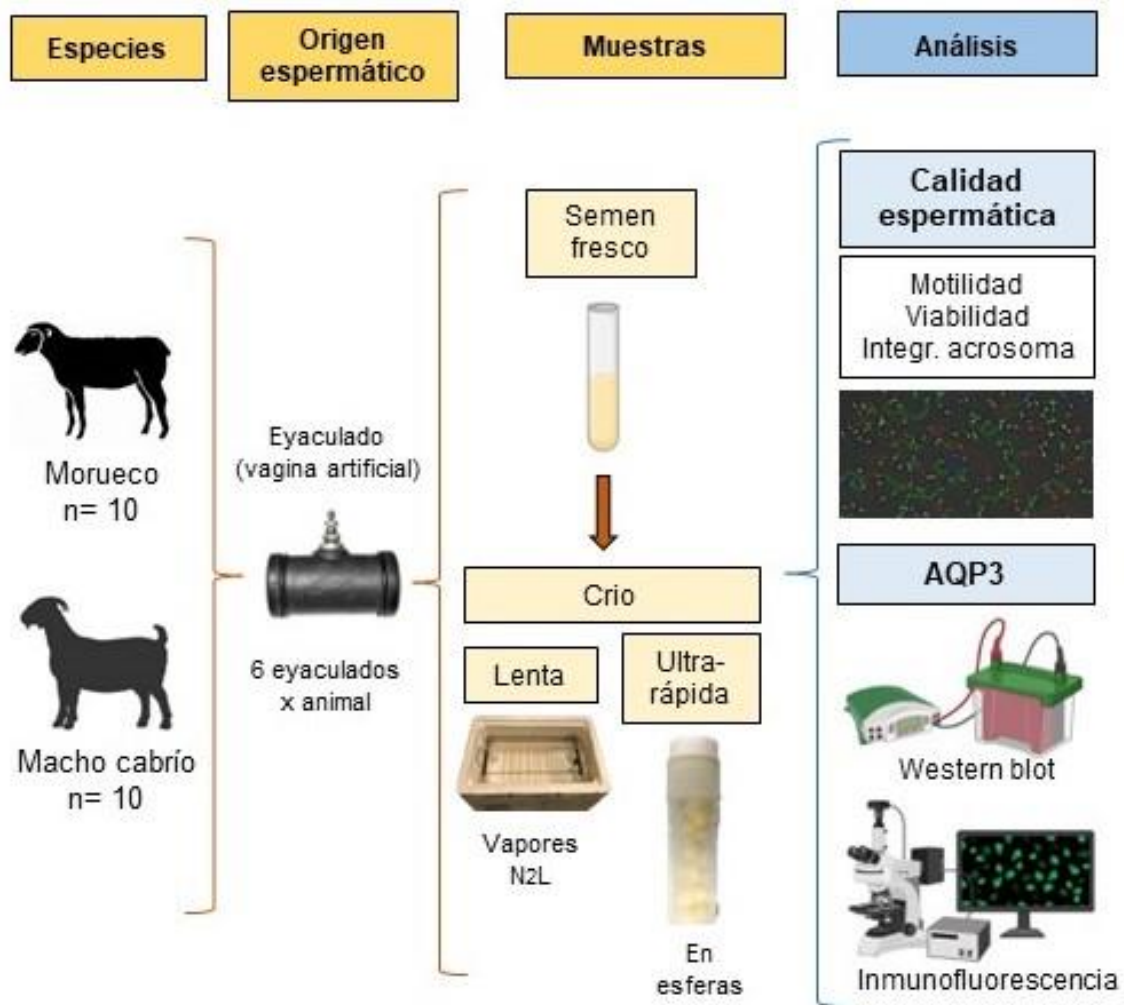 Especies
Origen
espermático
Muestras
Análisis
Morueco
n= 10
Macho cabrío
n= 10
Eyaculado
(vagina artificial)
6 eyaculados
x animal
Semen
fresco
Crio
Lenta
Vapores
N2L
Ultra-
rápida
En
esferas
Calidad
espermática
Motilidad
Viabilidad
Integr. acrosoma
AQP3
Western blot
Inmunofluorescencia